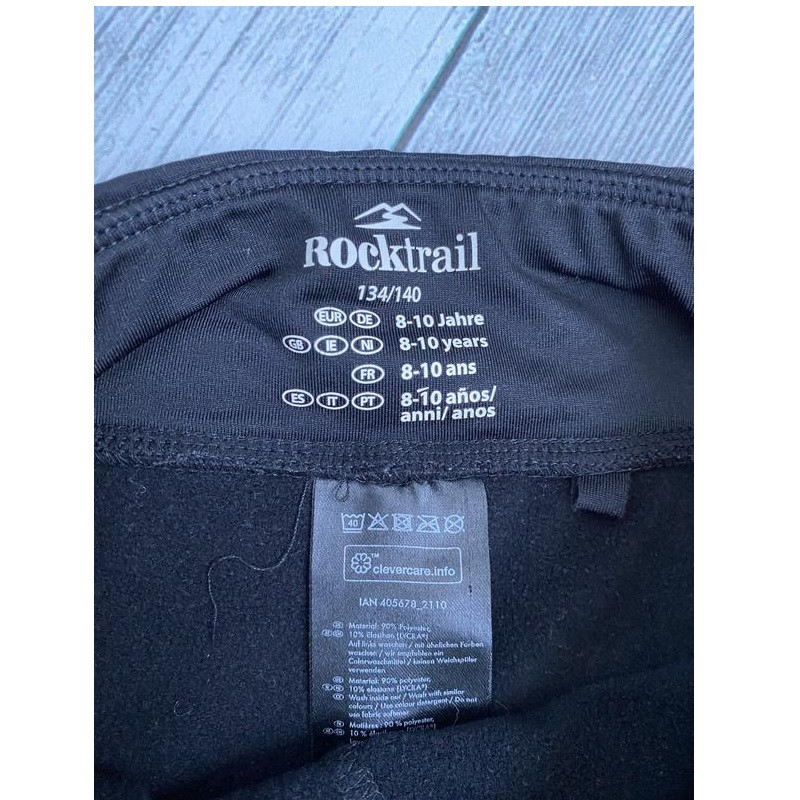 Rocktrail
134/140
EUR DE 8-10 Jahre
GB IE NI 8-10 years
FR 8-10 ans
ES IT PT 8-10 años/
anni/anos
40
clevercare.info
TM
IAN 405678_2110
Material: 90% Polyester,
10% Elasthan (LYCRA®)
Auf links waschen / mit ähnlichen Farben
waschen / wir empfehlen ein
Colorwaschmittel / keinen Weichspüler
verwenden
Material: 90% polyester,
10% elastane (LYCRA®)
Wash inside out / Wash with similar
colours / Use colour detergent / Do not
use fabric softener
Matières: 90 % polyester,
10 %